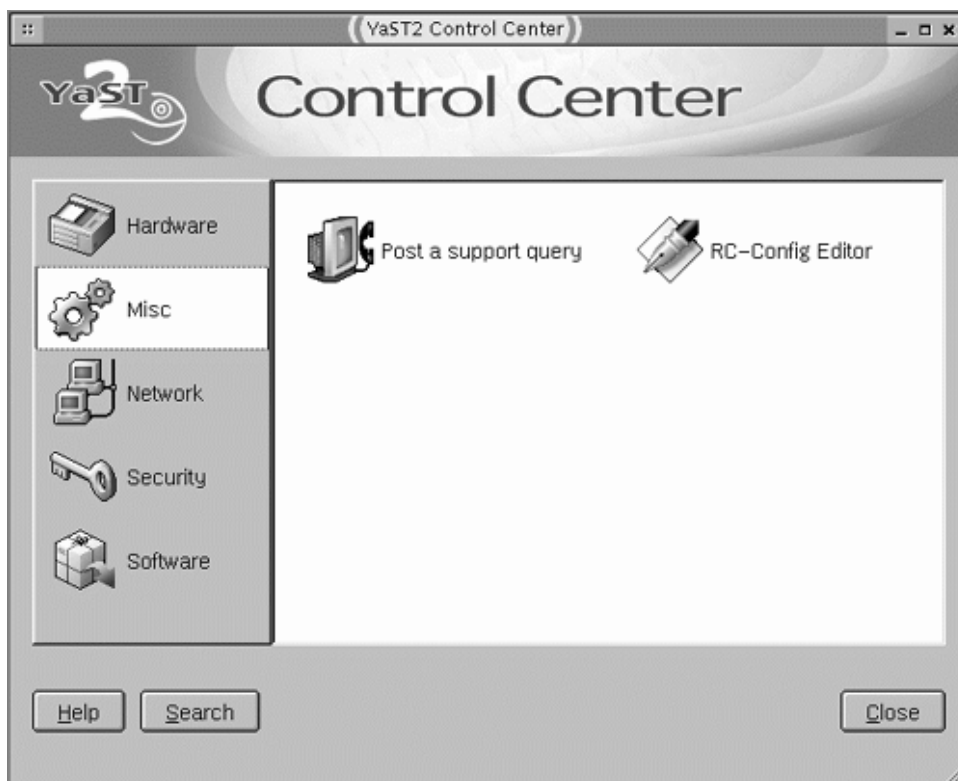 YaST2 Control Center
YaST
2
Control Center
Hardware
Misc
Network
Security
Software
Post a support query
RC-Config Editor
Help
Search
Close